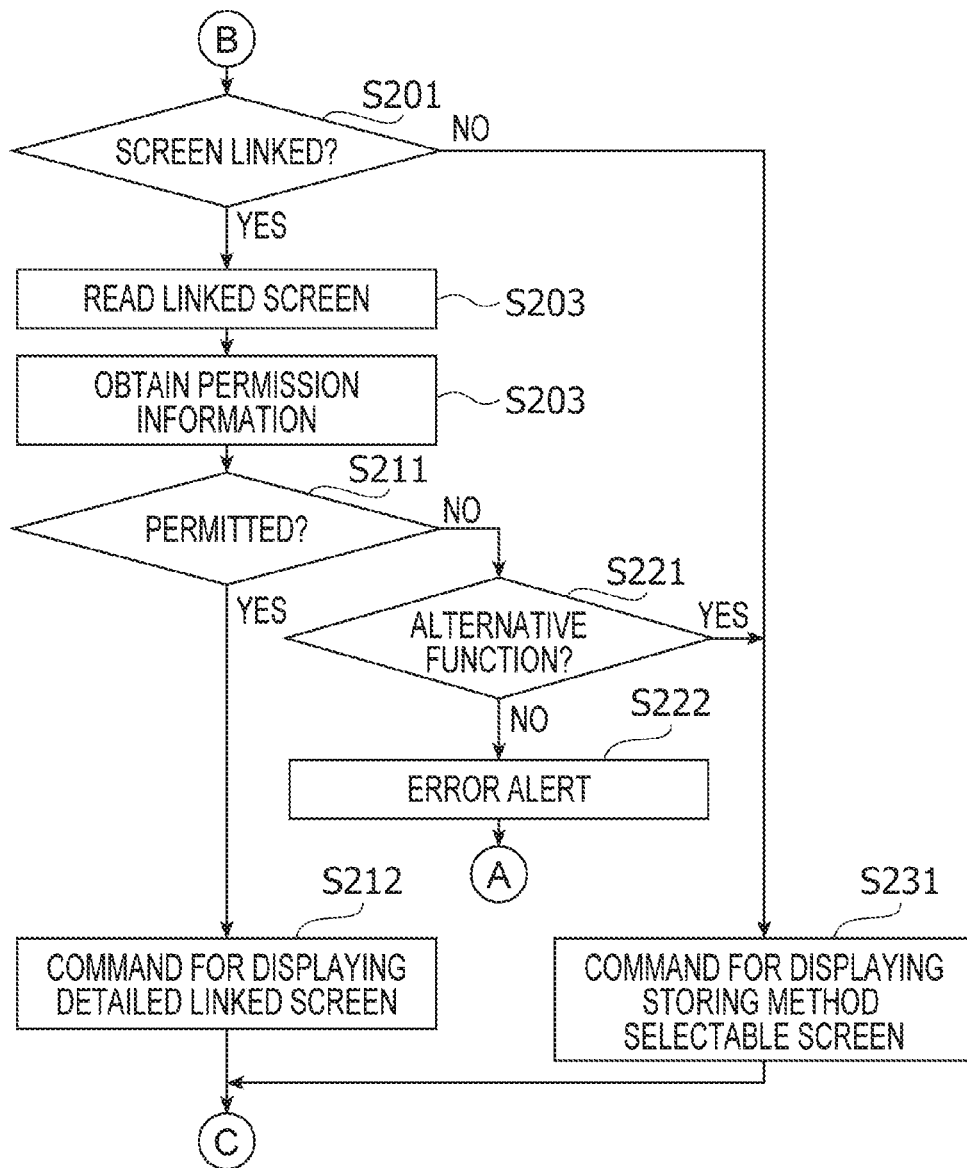 B
S201
SCREEN LINKED?
NO
YES
READ LINKED SCREEN
S203
OBTAIN PERMISSION
INFORMATION
S203
S211
PERMITTED?
NO
YES
S221
ALTERNATIVE
FUNCTION?
YES
NO
S222
ERROR ALERT
A
S212
COMMAND FOR DISPLAYING
DETAILED LINKED SCREEN
S231
COMMAND FOR DISPLAYING
STORING METHOD
SELECTABLE SCREEN
C